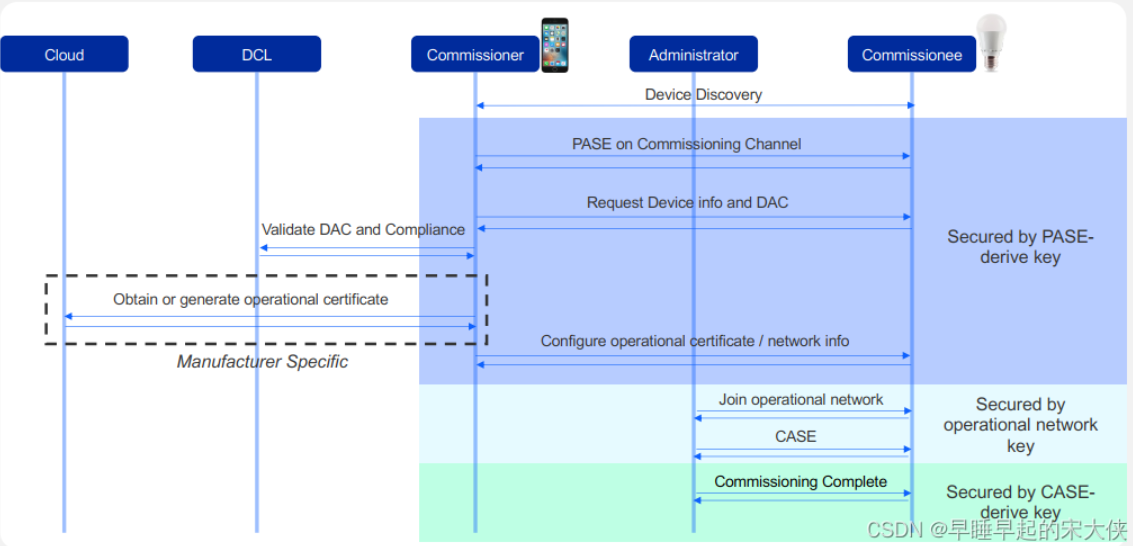 Cloud
DCL
Commissioner
Administrator
Commissionee
Device Discovery
PASE on Commissioning Channel
Request Device info and DAC
Validate DAC and Compliance
Secured by PASE-
derive key
Obtain or generate operational certificate
Configure operational certificate / network info
Manufacturer Specific
Join operational network
Secured by
operational network
key
CASE
Commissioning Complete
Secured by CASE-
derive key
CSDN @早睡早起的宋大侠